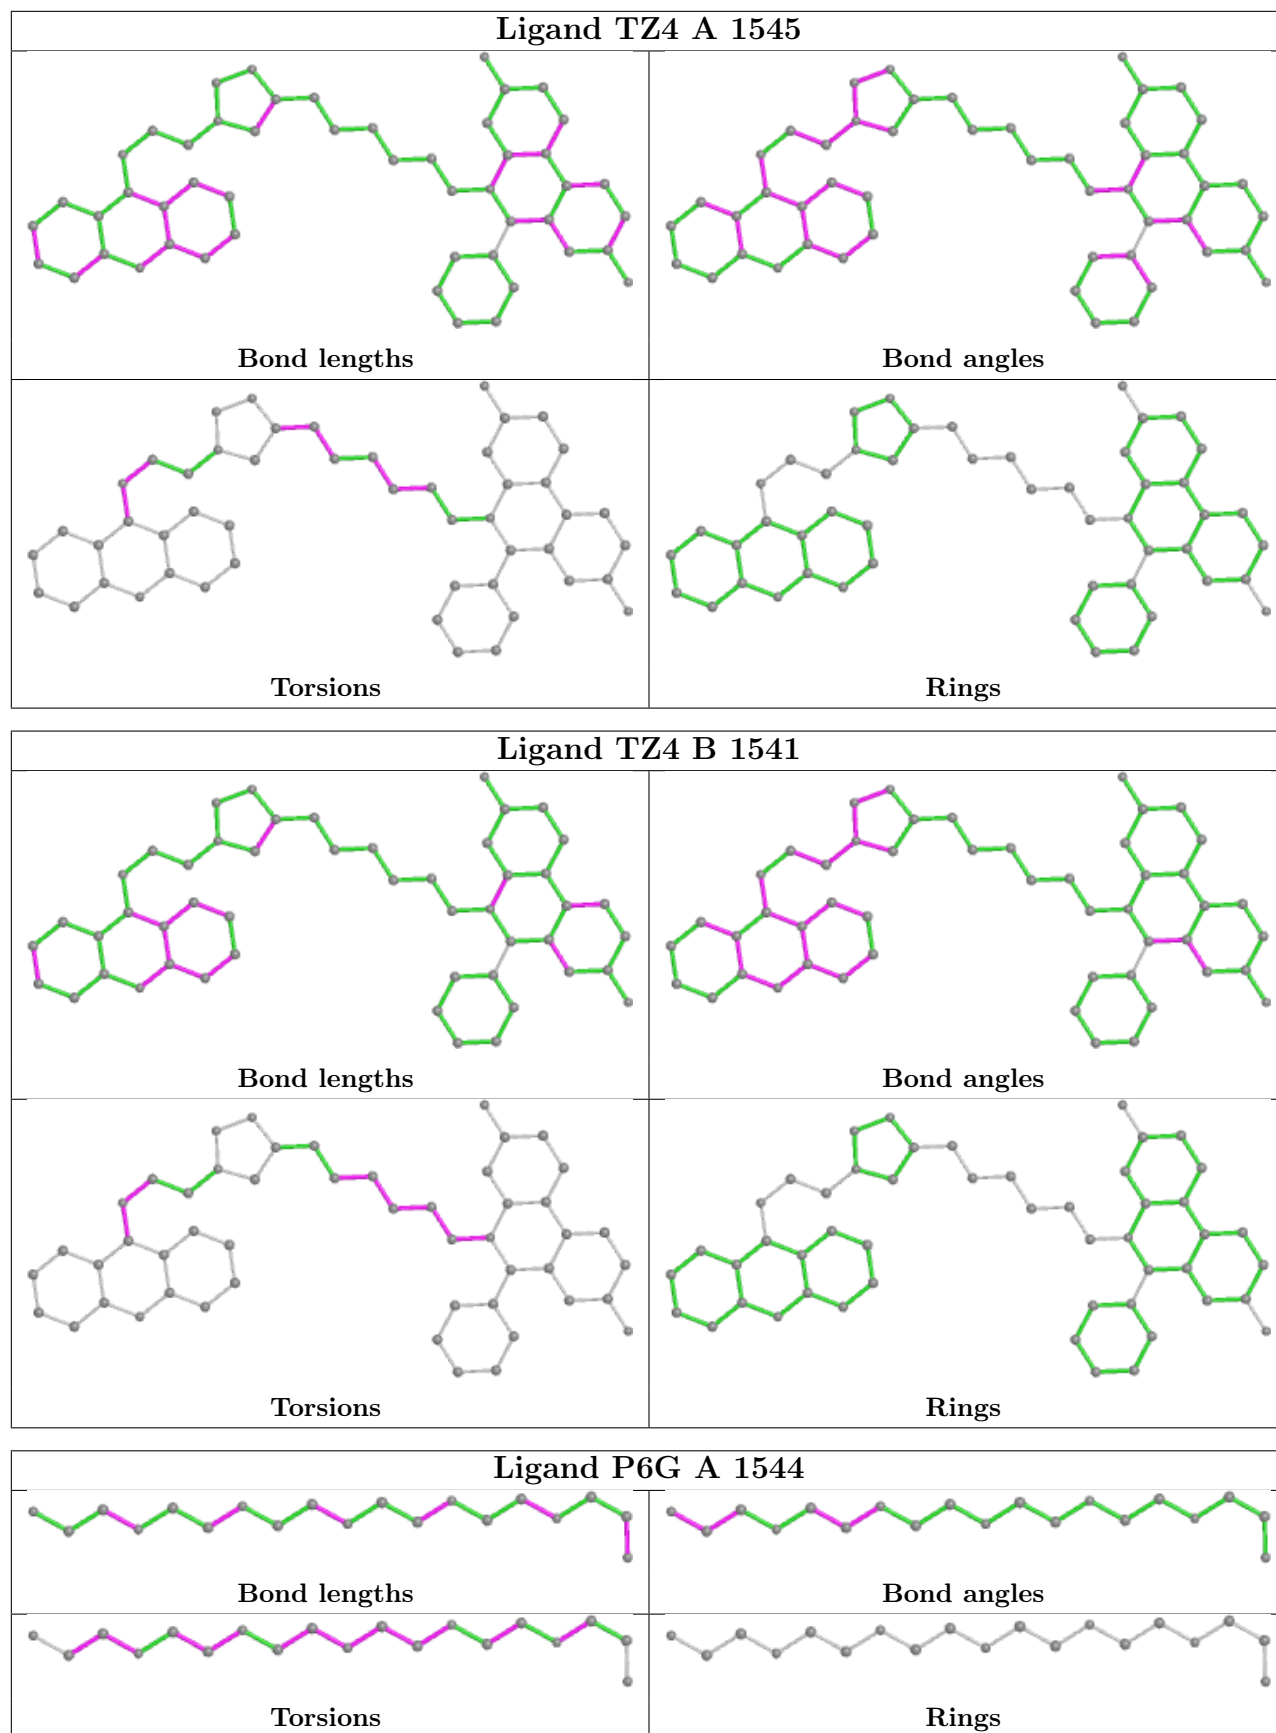 Ligand TZ4 A 1545
Bond lengths
Bond angles
Torsions
Rings
Ligand TZ4 B 1541
Bond lengths
Bond angles
Torsions
Rings
Ligand P6G A 1544
Bond lengths
Bond angles
Torsions
Rings